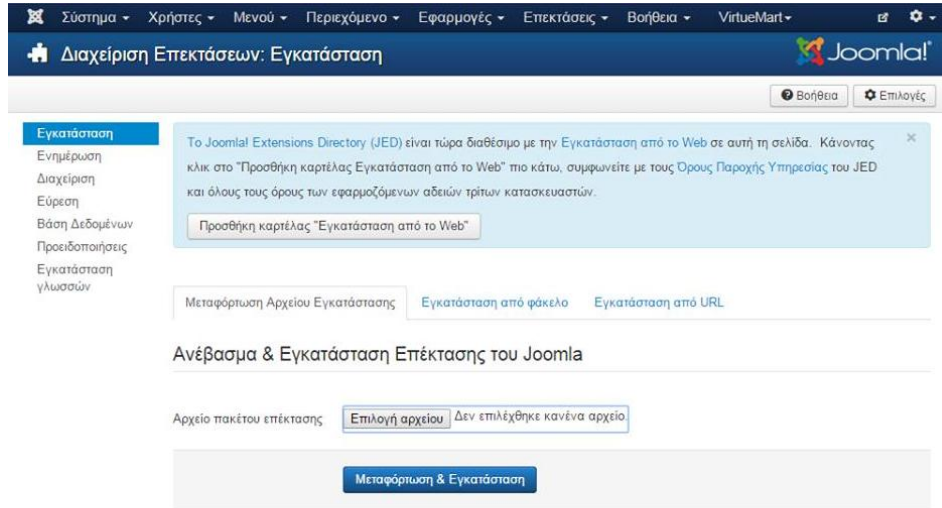 Σύστημα Χρήστες Μενού Περιεχόμενο Εφαρμογές Επεκτάσεις Βοήθεια VirtueMart
Διαχείριση Επεκτάσεων: Εγκατάσταση
Joomla!
Βοήθεια Επιλογές
Εγκατάσταση
Ενημέρωση
Διαχείριση
Εύρεση
Βάση Δεδομένων
Προειδοποιήσεις
Εγκατάσταση
γλωσσών
Το Joomla! Extensions Directory (JED) είναι τώρα διαθέσιμο με την Εγκατάσταση από το Web σε αυτή τη σελίδα. Κάνοντας
κλικ στο "Προσθήκη καρτέλας Εγκατάσταση από το Web" πιο κάτω, συμφωνείτε με τους Όρους Παροχής Υπηρεσίας του JED
και όλους τους όρους των εφαρμοζόμενων αδειών τρίτων κατασκευαστών.
Προσθήκη καρτέλας "Εγκατάσταση από το Web"
Μεταφόρτωση Αρχείου Εγκατάστασης Εγκατάσταση από φάκελο Εγκατάσταση από URL
Ανέβασμα & Εγκατάσταση Επέκτασης του Joomla
Αρχείο πακέτου επέκτασης Επιλογή αρχείου Δεν επιλέχθηκε κανένα αρχείο.
Μεταφόρτωση & Εγκατάσταση